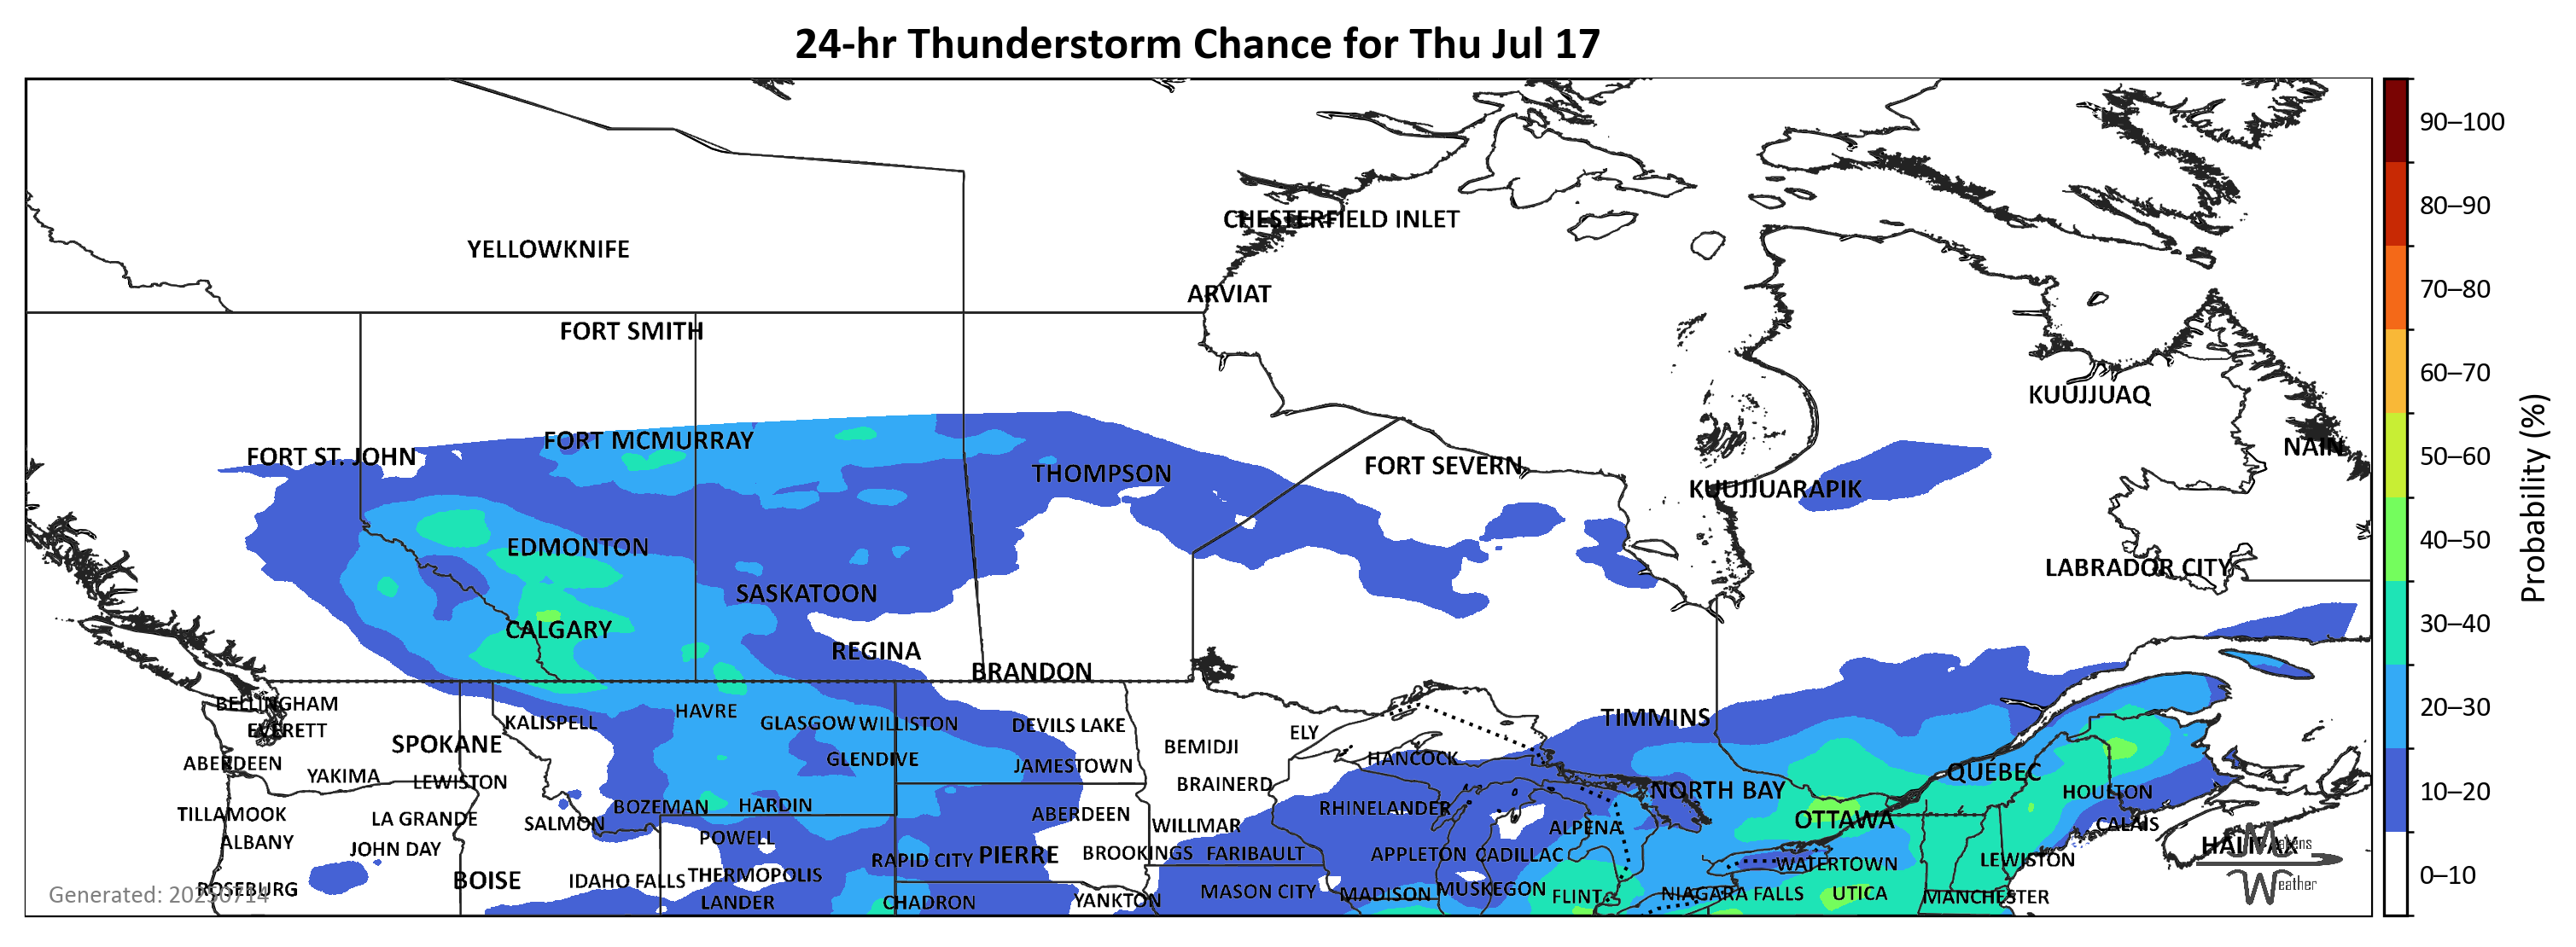 24-hr Thunderstorm Chance for Thu Jul 17
90–100
80–90
CHESTERFIELD INLET
YELLOWKNIFE
70–80
ARVIAT
FORT SMITH
60–70
KUUJJUAQ
FORT MCMURRAY
NAIN
50–60
FORT ST. JOHN
FORT SEVERN
THOMPSON
KUUJJUARAPIK
Probability (%)
40–50
EDMONTON
LABRADOR CITY
SASKATOON
30–40
CALGARY
REGINA
BRANDON
BELLINGHAM
20–30
HAVRE
TIMMINS
KALISPELL
GLASGOW
WILLISTON
DEVILS LAKE
EVERETT
ELY
SPOKANE
BEMIDJI
GLENDIVE
HANCOCK
ABERDEEN
JAMESTOWN
QUÉBEC
YAKIMA
LEWISTON
BRAINERD
NORTH BAY
HOULTON
10–20
BOZEMAN
HARDIN
RHINELANDER
TILLAMOOK
LA GRANDE
ABERDEEN
OTTAWA
SALMON
WILLMAR
ALPENA
CALAIS
POWELL
ALBANY
HALIFAX
Makens
JOHN DAY
BROOKINGS
FARIBAULT
APPLETON
CADILLAC
PIERRE
RAPID CITY
WATERTOWN
LEWISTON
THERMOPOLIS
0–10
BOISE
IDAHO FALLS
Weather
ROSEBURG
MASON CITY
MADISON
MUSKEGON
Generated: 20250714
FLINT
NIAGARA FALLS
UTICA
MANCHESTER
LANDER
CHADRON
YANKTON